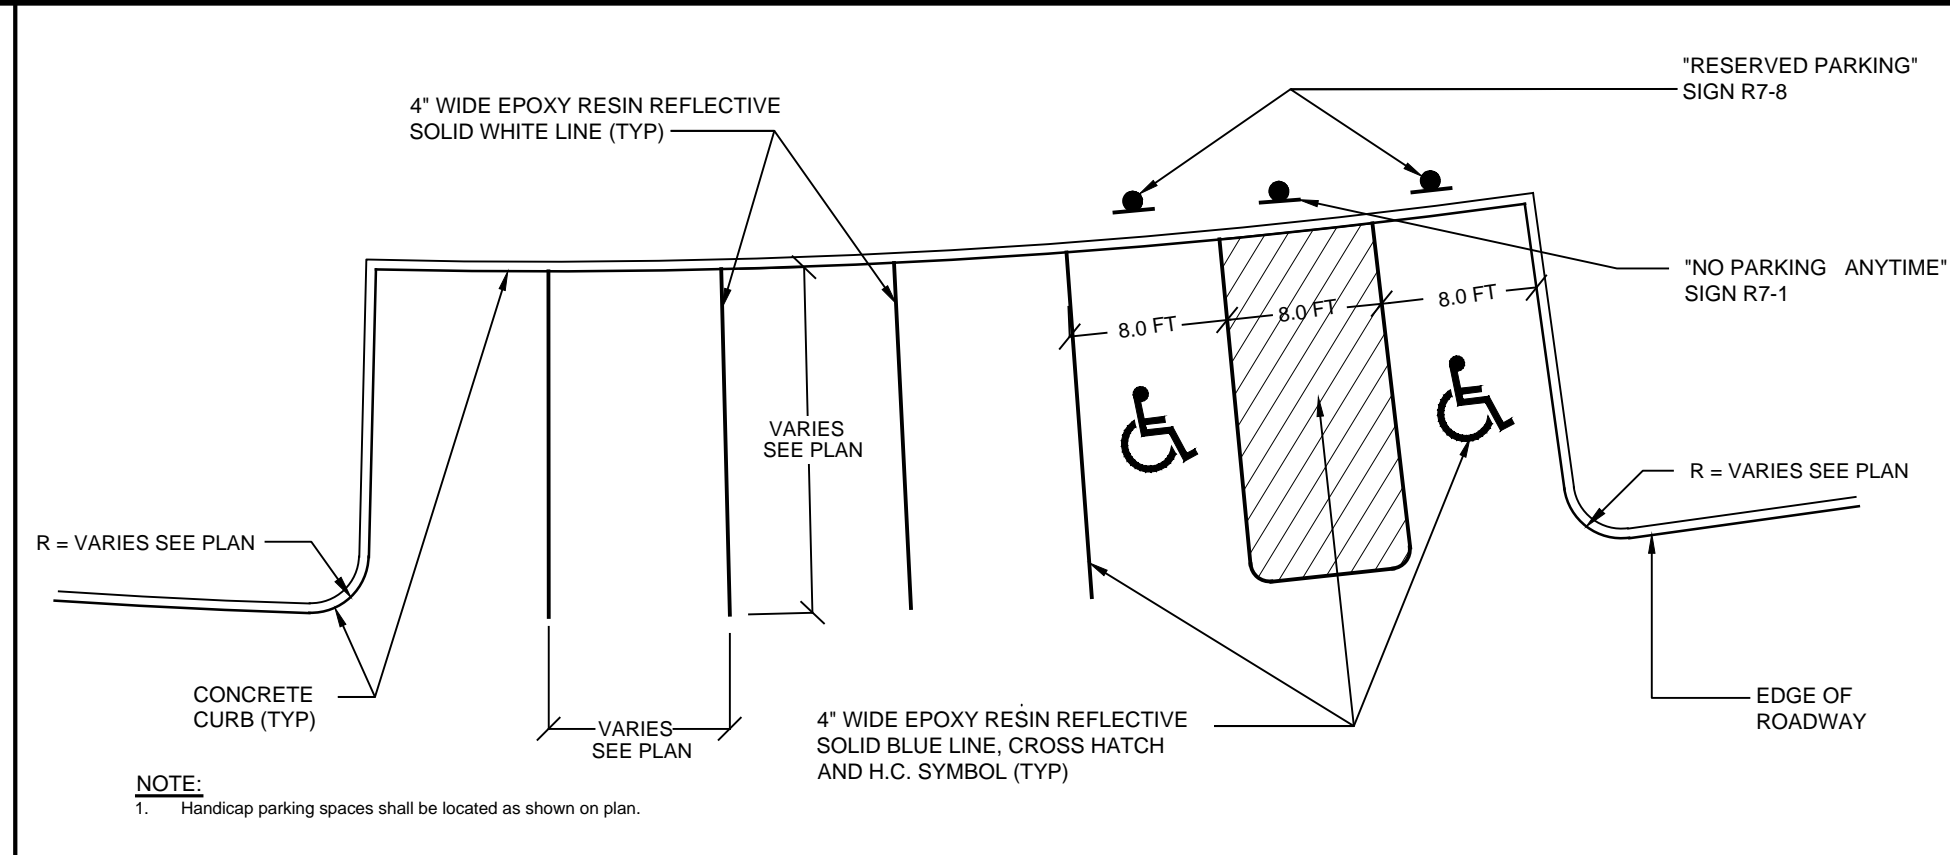 "RESERVED PARKING"
SIGN R7-8
4" WIDE EPOXY RESIN REFLECTIVE
SOLID WHITE LINE (TYP)
"NO PARKING ANYTIME"
SIGN R7-1
8.0 FT
8.0 FT
8.0 FT
VARIES
SEE PLAN
R = VARIES SEE PLAN
R = VARIES SEE PLAN
CONCRETE
CURB (TYP)
VARIES
SEE PLAN
4" WIDE EPOXY RESIN REFLECTIVE
SOLID BLUE LINE, CROSS HATCH
AND H.C. SYMBOL (TYP)
EDGE OF
ROADWAY
NOTE:
1. Handicap parking spaces shall be located as shown on plan.